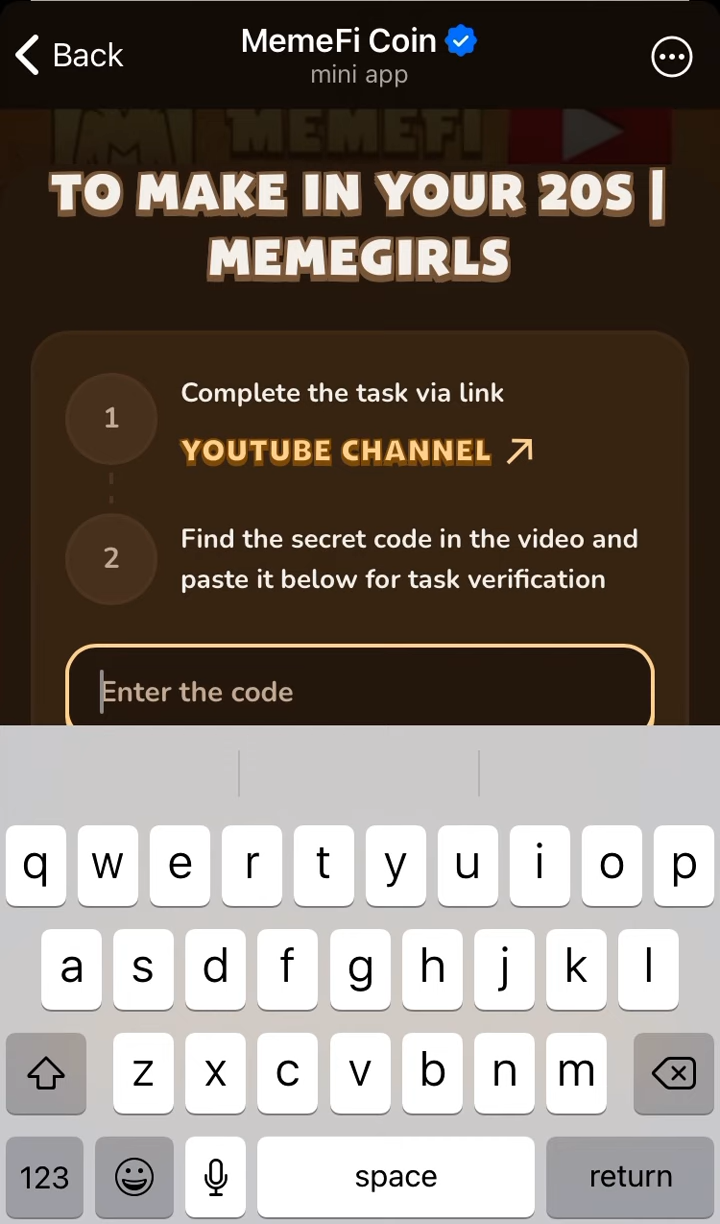 Back
MemeFi Coin
mini app
MEMEFI
TO MAKE IN YOUR 20S |
MEMEGIRLS
1
Complete the task via link
YOUTUBE CHANNEL
2
Find the secret code in the video and
paste it below for task verification
Enter the code
q w e r t y u i o p
a s d f g h j k l
z x c v b n m
123 space return